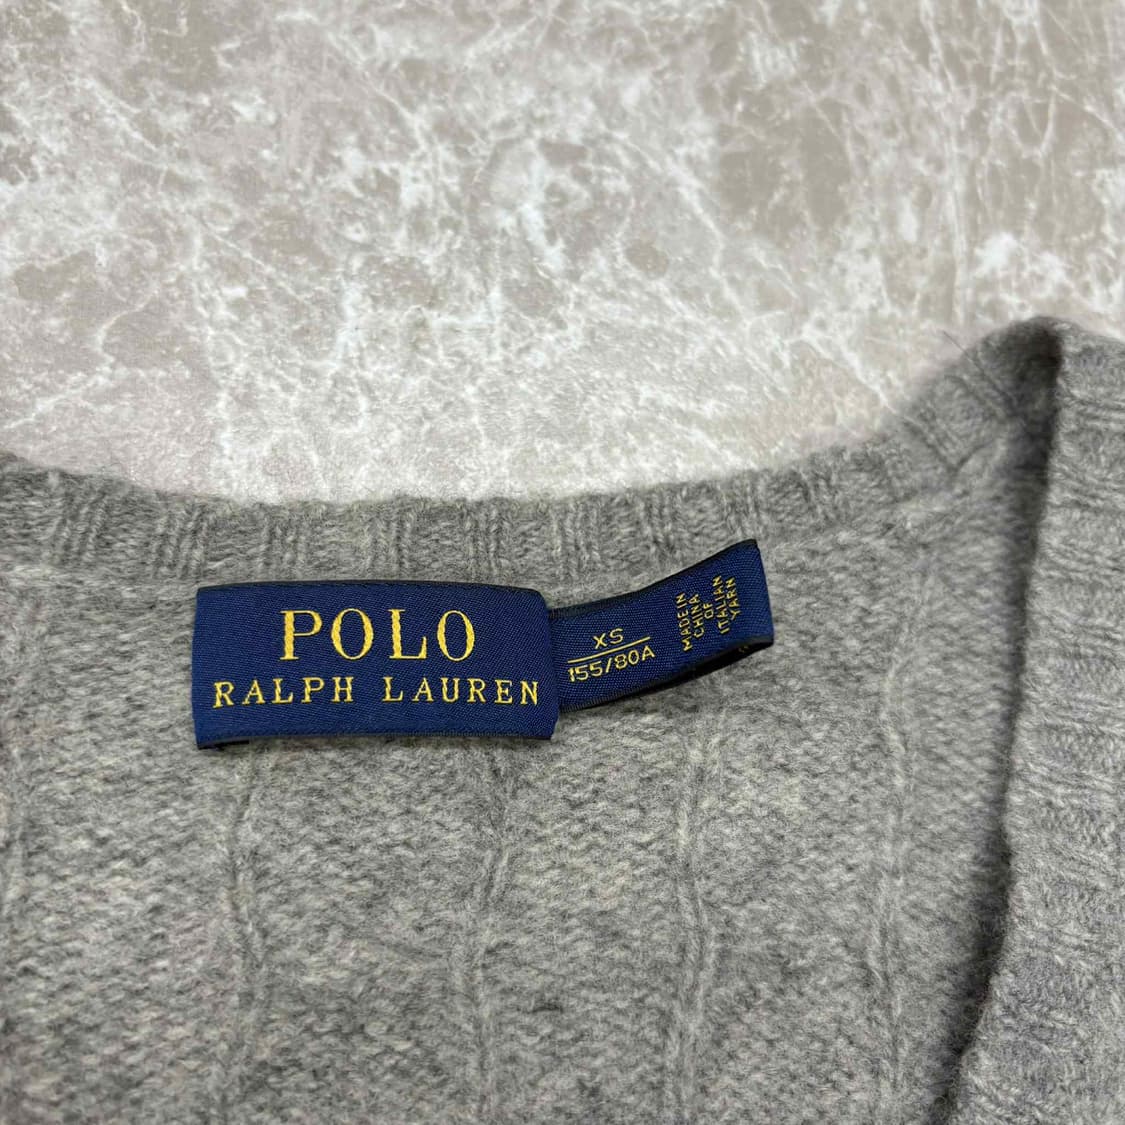 POLO
RALPH LAUREN
XS
155/80A
MADE IN
CHINA
OF
ITALIAN
YARN